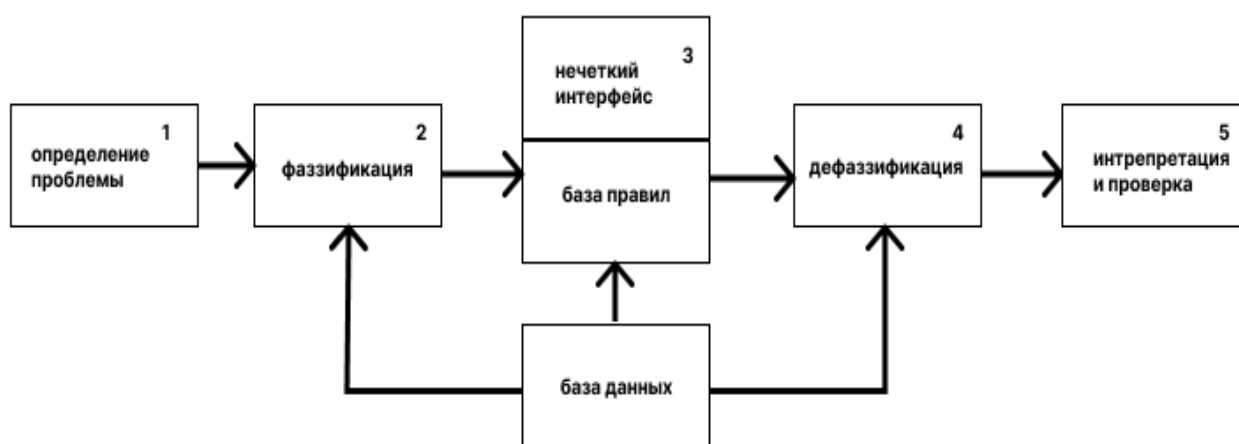 1
определение
проблемы
2
фаззификация
3
нечеткий
интерфейс
база правил
4
дефаззификация
5
интрепретация
и проверка
база данных